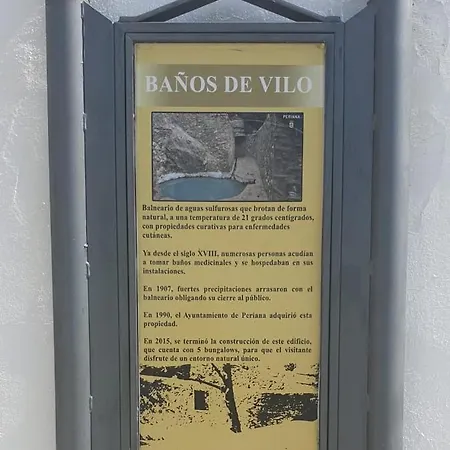 BAÑOS DE VILO
PERIANA
Balneario de aguas sulfurosas que brotan de forma
natural, a una temperatura de 21 grados centígrados,
con propiedades curativas para enfermedades
cutáneas.
Ya desde el siglo XVIII, numerosas personas acudían
a tomar baños medicinales y se hospedaban en sus
instalaciones.
En 1907, fuertes precipitaciones arrasaron con el
balneario obligando su cierre al público.
En 1990, el Ayuntamiento de Periana adquirió esta
propiedad.
En 2015, se terminó la construcción de este edificio,
que cuenta con 5 bungalows, para que el visitante
disfrute de un entorno natural único.